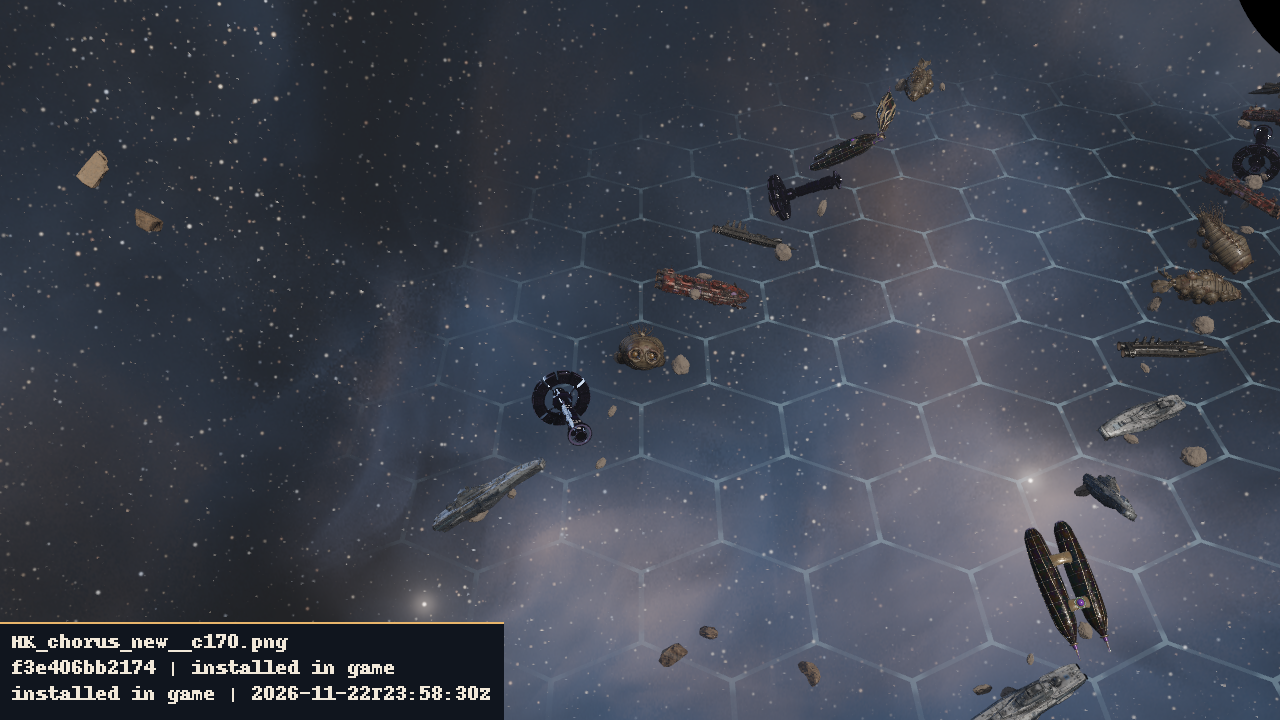 HK_chorus_new__c170.png
f3e406bb2174 | installed in game
installed in game | 2026-11-22T23:58:30Z